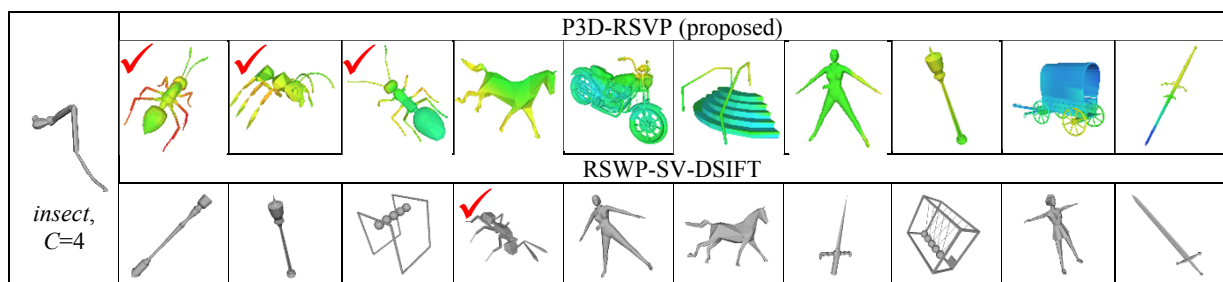 P3D-RSVP (proposed)
RSWP-SV-DSIFT
insect,
C=4